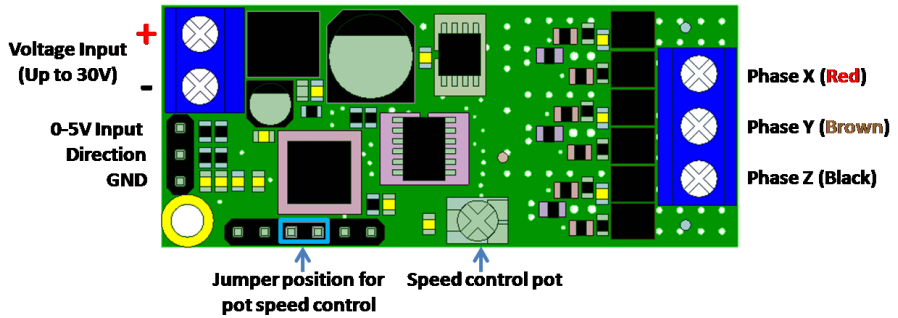 +
Voltage Input
(Up to 30V)
-
0-5V Input
Direction
GND
Phase X (Red)
Phase Y (Brown)
Phase Z (Black)
Jumper position for
pot speed control
Speed control pot